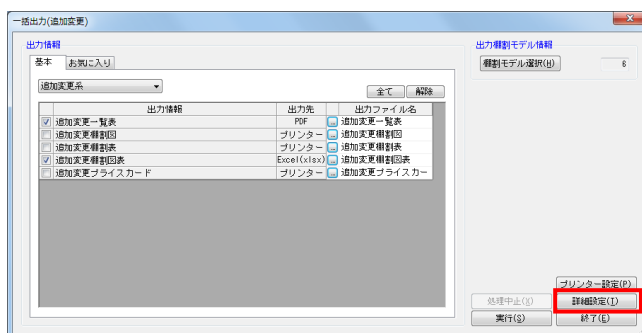 一括出力(追加変更)
出力情報
基本 お気に入り
追加変更系
全て 解除
出力情報 出力先 出力ファイル名
追加変更一覧表 PDF ... 追加変更一覧表
追加変更棚割図 プリンター ... 追加変更棚割図
追加変更棚割表 プリンター ... 追加変更棚割表
追加変更棚割図表 Excel(xlsx) ... 追加変更棚割図表
追加変更プライスカード プリンター ... 追加変更プライスカー
出力棚割モデル情報
棚割モデル選択(H) 6
プリンター設定(P)
処理中止(X) 詳細設定(I)
実行(S) 終了(E)